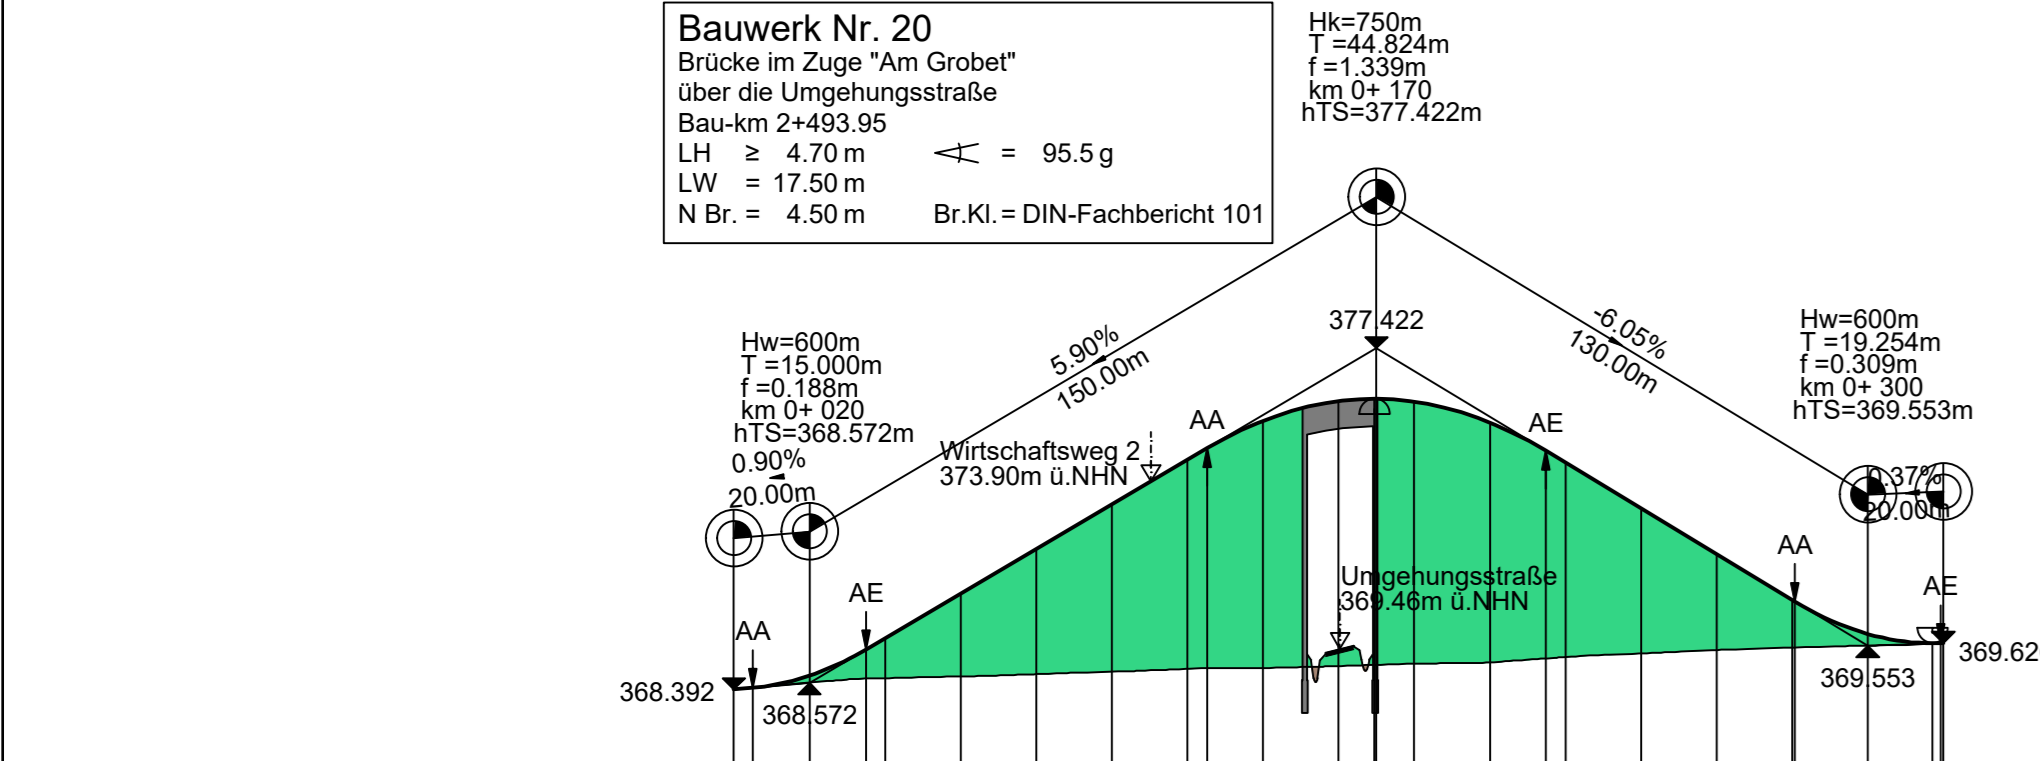 Bauwerk Nr. 20
Brücke im Zuge "Am Grobet"
über die Umgehungsstraße
Bau-km 2+493.95
LH ≥ 4.70 m = 95.5 g
LW = 17.50 m
N Br. = 4.50 m Br.Kl. = DIN-Fachbericht 101
Hk=750m
T =44.824m
f =1.339m
km 0+ 170
hTS=377.422m
377.422
5.90%
150.00m
-6.05%
130.00m
Hw=600m
T =15.000m
f =0.188m
km 0+ 020
hTS=368.572m
0.90%
20.00m
Hw=600m
T =19.254m
f =0.309m
km 0+ 300
hTS=369.553m
0.37%
20.00m
Wirtschaftsweg 2
373.90m ü.NHN
AA
AE
Umgehungsstraße
369.46m ü.NHN
AA
AE
AE
AA
368.392
368.572
369.553
369.62